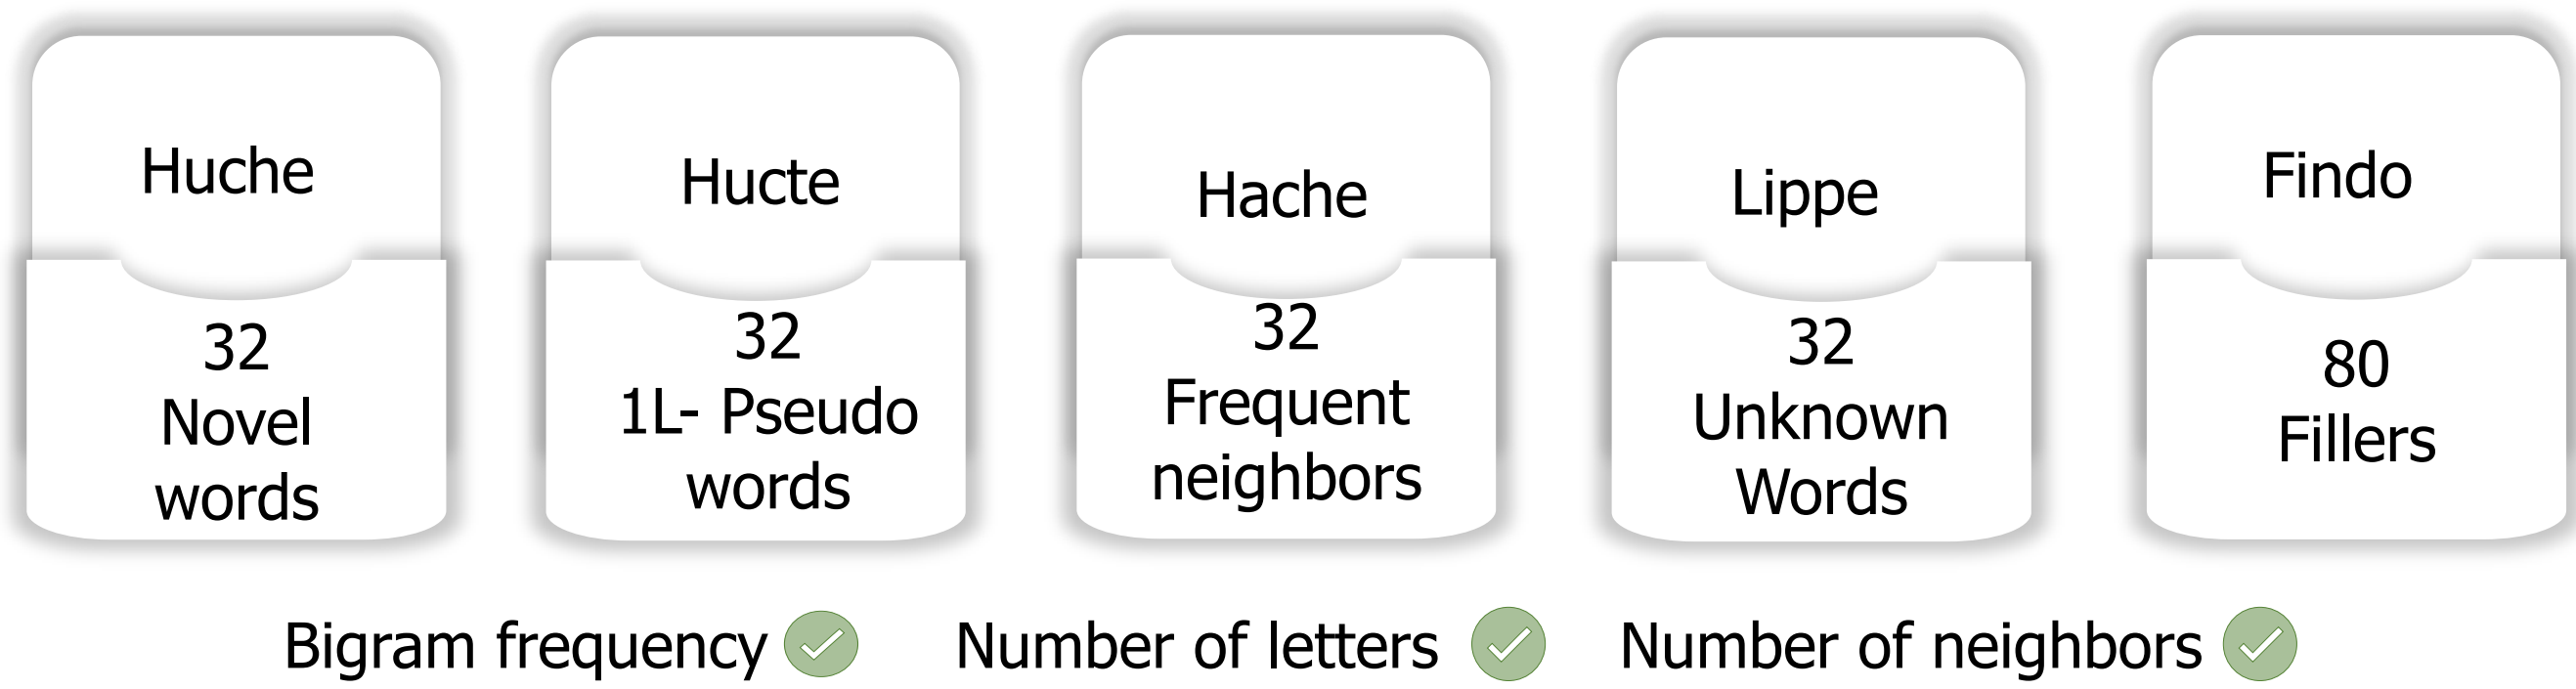 Huche
32
Novel
words
Hucte
32
1L- Pseudo
words
Hache
32
Frequent
neighbors
Lippe
32
Unknown
Words
Findo
80
Fillers
Bigram frequency
Number of letters
Number of neighbors